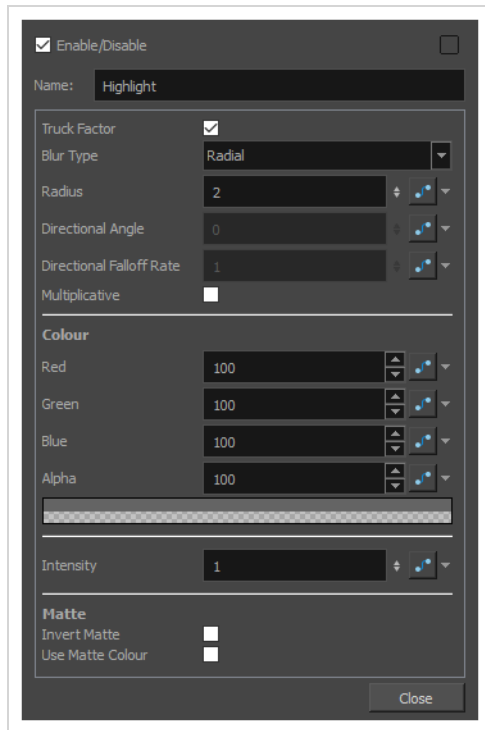 Enable/Disable
Name: Highlight
Truck Factor
Blur Type Radial
Radius 2
Directional Angle 0
Directional Falloff Rate 1
Multiplicative
Colour
Red 100
Green 100
Blue 100
Alpha 100
Intensity 1
Matte
Invert Matte
Use Matte Colour
Close